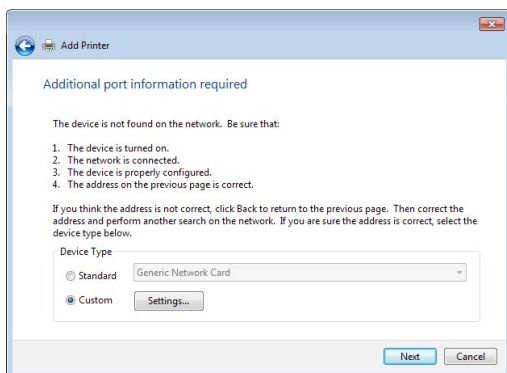 Add Printer
Additional port information required
The device is not found on the network.  Be sure that:
1.  The device is turned on.
2.  The network is connected.
3.  The device is properly configured.
4.  The address on the previous page is correct.
If you think the address is not correct, click Back to return to the previous page.  Then correct the
address and perform another search on the network.  If you are sure the address is correct, select the
device type below.
Device Type
Standard
Generic Network Card
Custom
Settings...
Next
Cancel